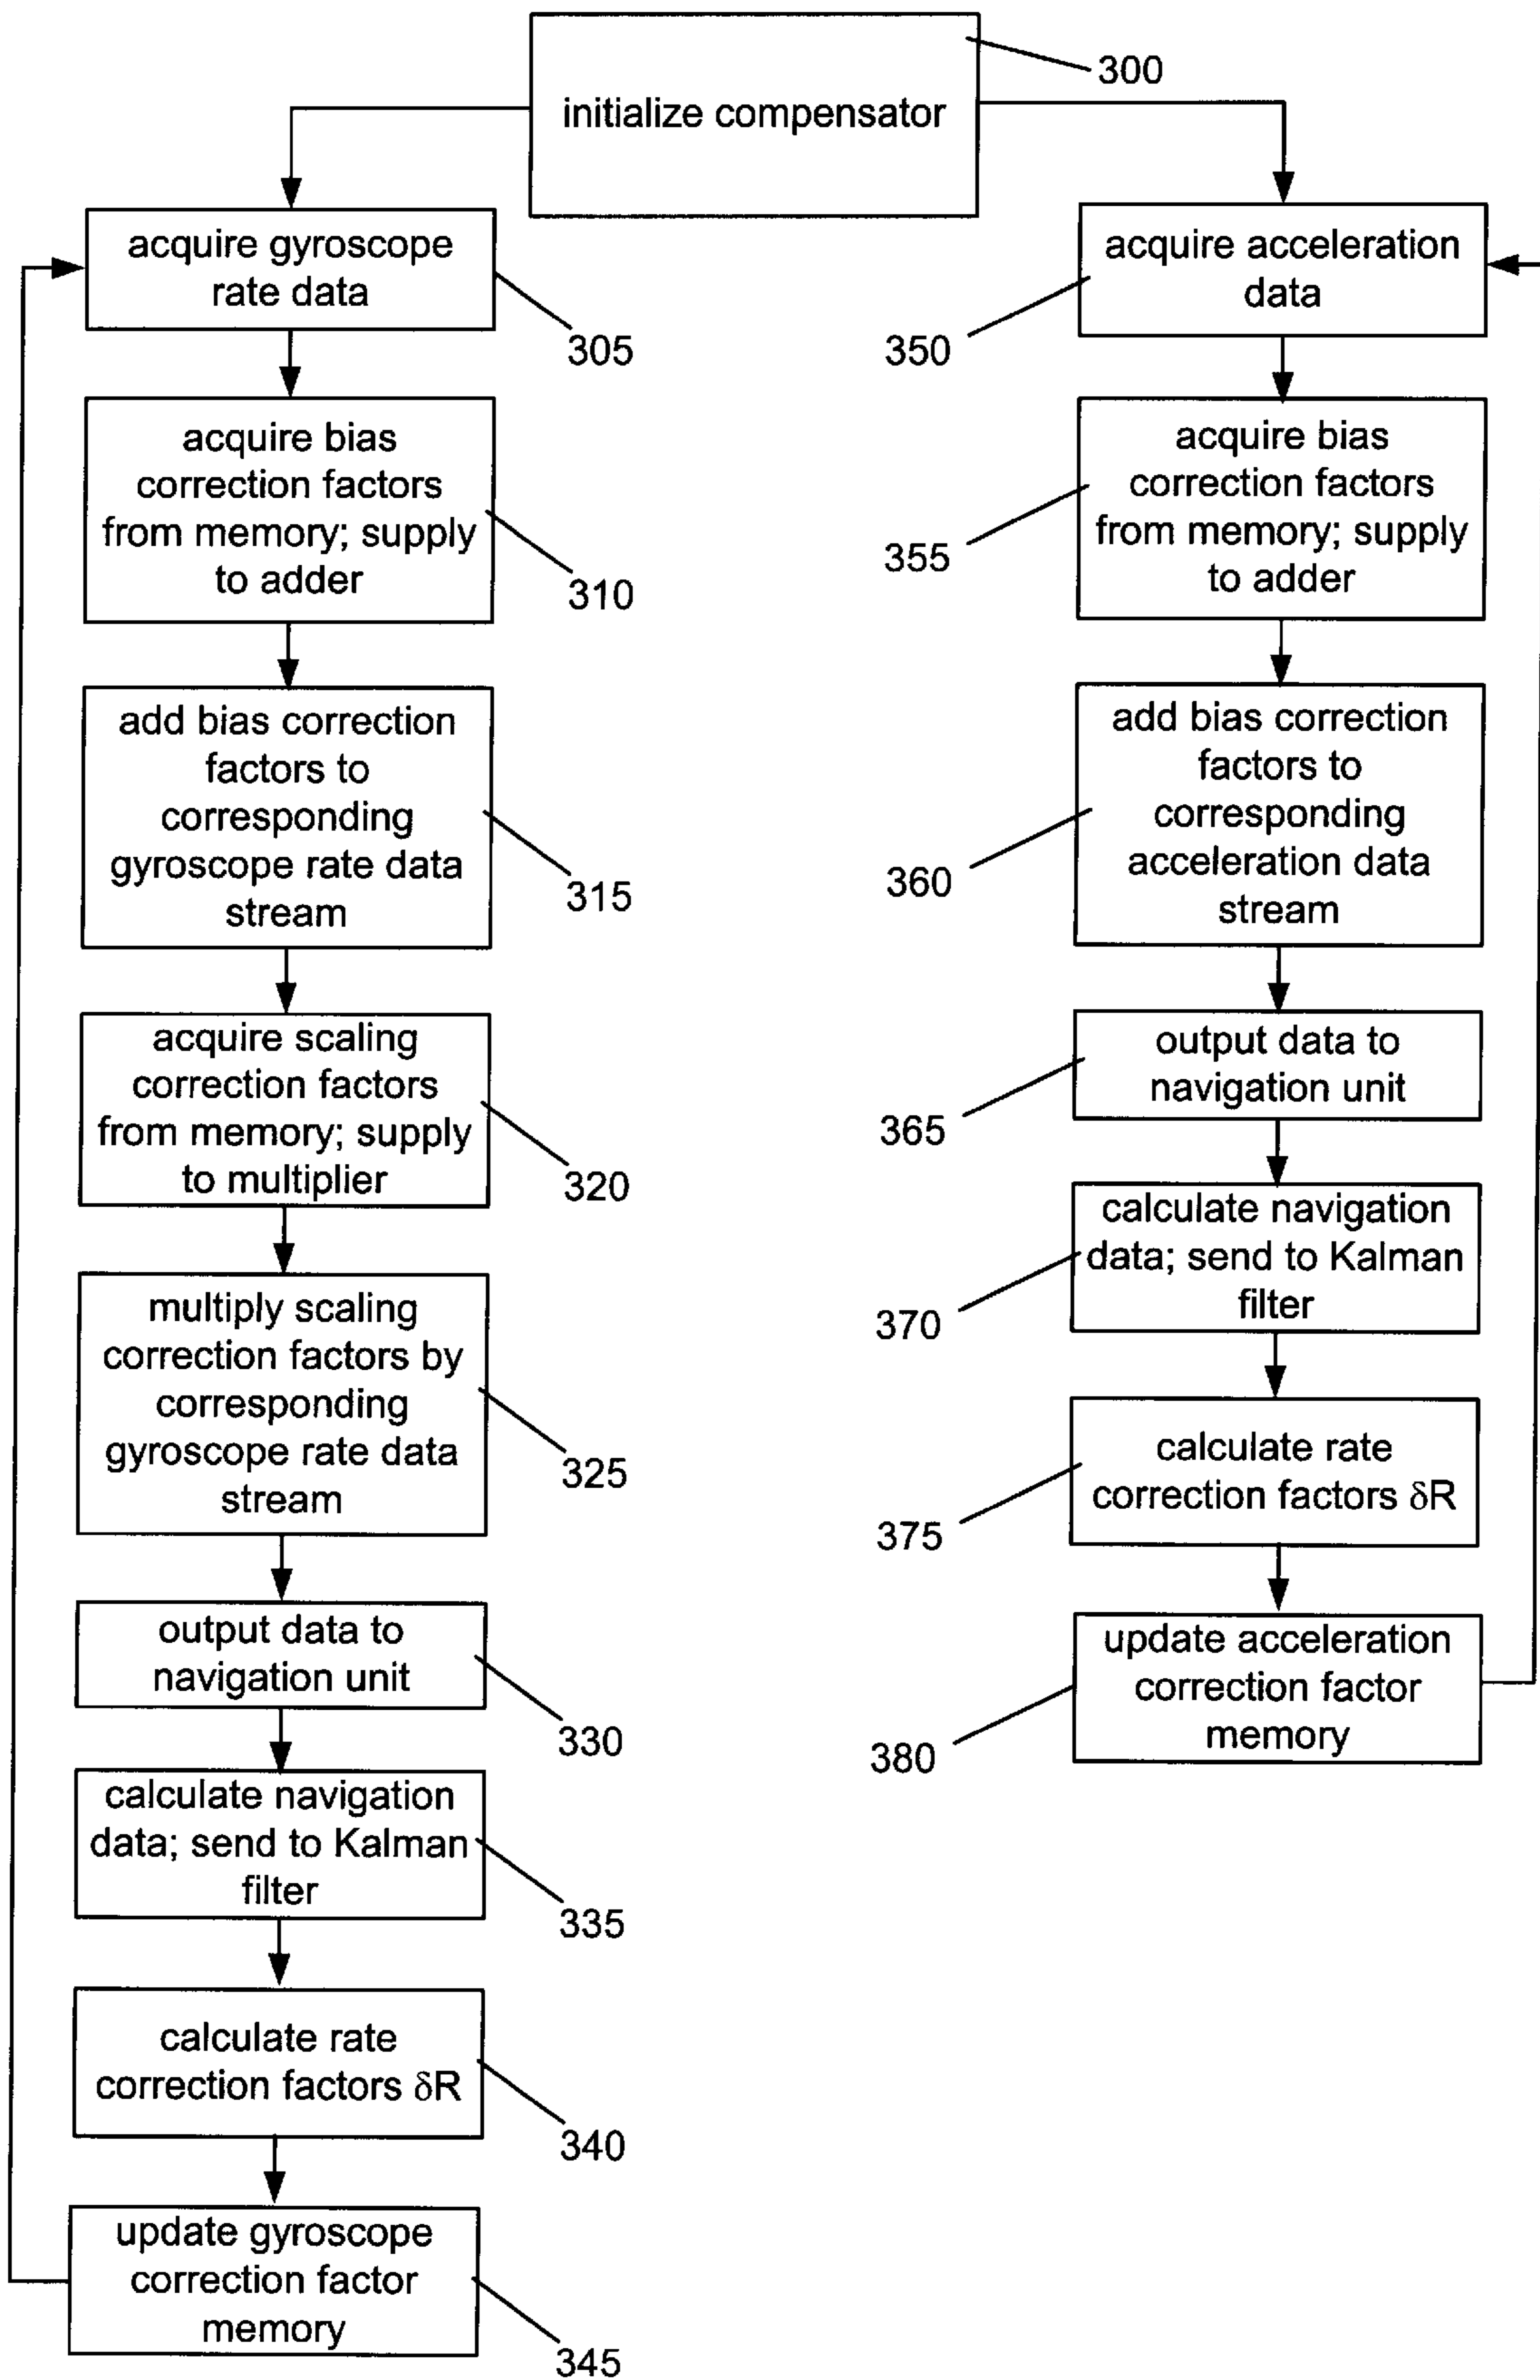 initialize compensator
300
acquire gyroscope
rate data
305
acquire bias
correction factors
from memory; supply
to adder
310
add bias correction
factors to
corresponding
gyroscope rate data
stream
315
acquire scaling
correction factors
from memory; supply
to multiplier
320
multiply scaling
correction factors by
corresponding
gyroscope rate data
stream
325
output data to
navigation unit
330
calculate navigation
data; send to Kalman
filter
335
calculate rate
correction factors δR
340
update gyroscope
correction factor
memory
345
acquire acceleration
data
350
acquire bias
correction factors
from memory; supply
to adder
355
add bias correction
factors to
corresponding
acceleration data
stream
360
output data to
navigation unit
365
calculate navigation
data; send to Kalman
filter
370
calculate rate
correction factors δR
375
update acceleration
correction factor
memory
380